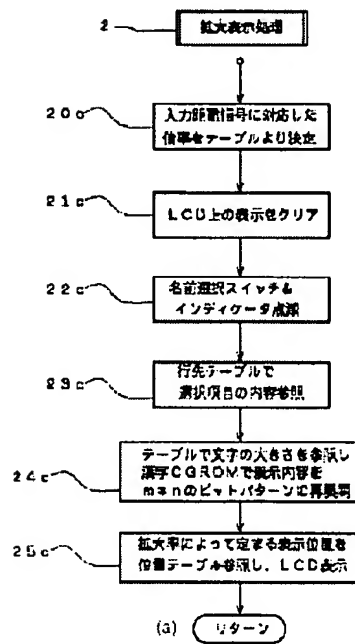 2
拡大表示処理
20c
入力距離信号に対応した
倍率をテーブルより決定
21c
LCD上の表示をクリア
22c
名前選択スイッチ&
インディケータ点滅
23c
行先テーブルで
選択項目の内容参照
24c
テーブルで文字の大きさを参照し
漢字CGROMで表示内容を
m×nのビットパターンに再展開
25c
拡大率によって定まる表示位置を
位置テーブル参照し、LCD表示
(a)
リターン